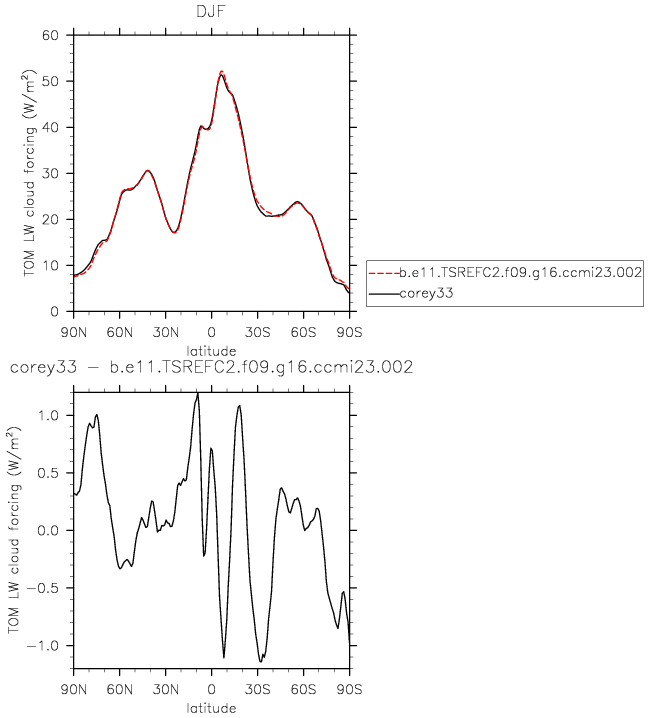 DJF
TOM LW cloud forcing (W/m²)
60
50
40
30
20
10
0
90N 60N 30N 0 30S 60S 90S
latitude
b.e11.TSREFC2.f09.g16.ccmi23.002
corey33
corey33 − b.e11.TSREFC2.f09.g16.ccmi23.002
TOM LW cloud forcing (W/m²)
1.0
0.5
0.0
−0.5
−1.0
90N 60N 30N 0 30S 60S 90S
latitude